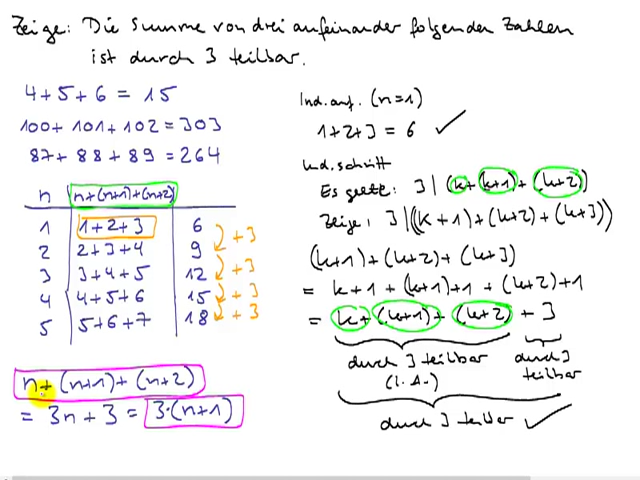 Zeige: Die Summe von drei aufeinander folgenden Zahlen
ist durch 3 teilbar.
4+5+6 = 15
100+101+102=303
87+88+89=264
n n+(n+1)+(n+2)
1 1+2+3 6
+3
2 2+3+4 9
+3
3 3+4+5 12
+3
4 4+5+6 15
+3
5 5+6+7 18
n+(n+1)+(n+2)
= 3n+3 = 3·(n+1)
Ind.anf. (n=1)
1+2+3=6 ✓
Ind.schritt
Es gelte: 3|(k+(k+1)+(k+2))
Zeige: 3|((k+1)+(k+2)+(k+3))
(k+1)+(k+2)+(k+3)
= k+1+(k+1)+1+(k+2)+1
= k+(k+1)+(k+2)+3
durch 3 teilbar durch 3
(I.A.) teilbar
durch 3 teilbar ✓